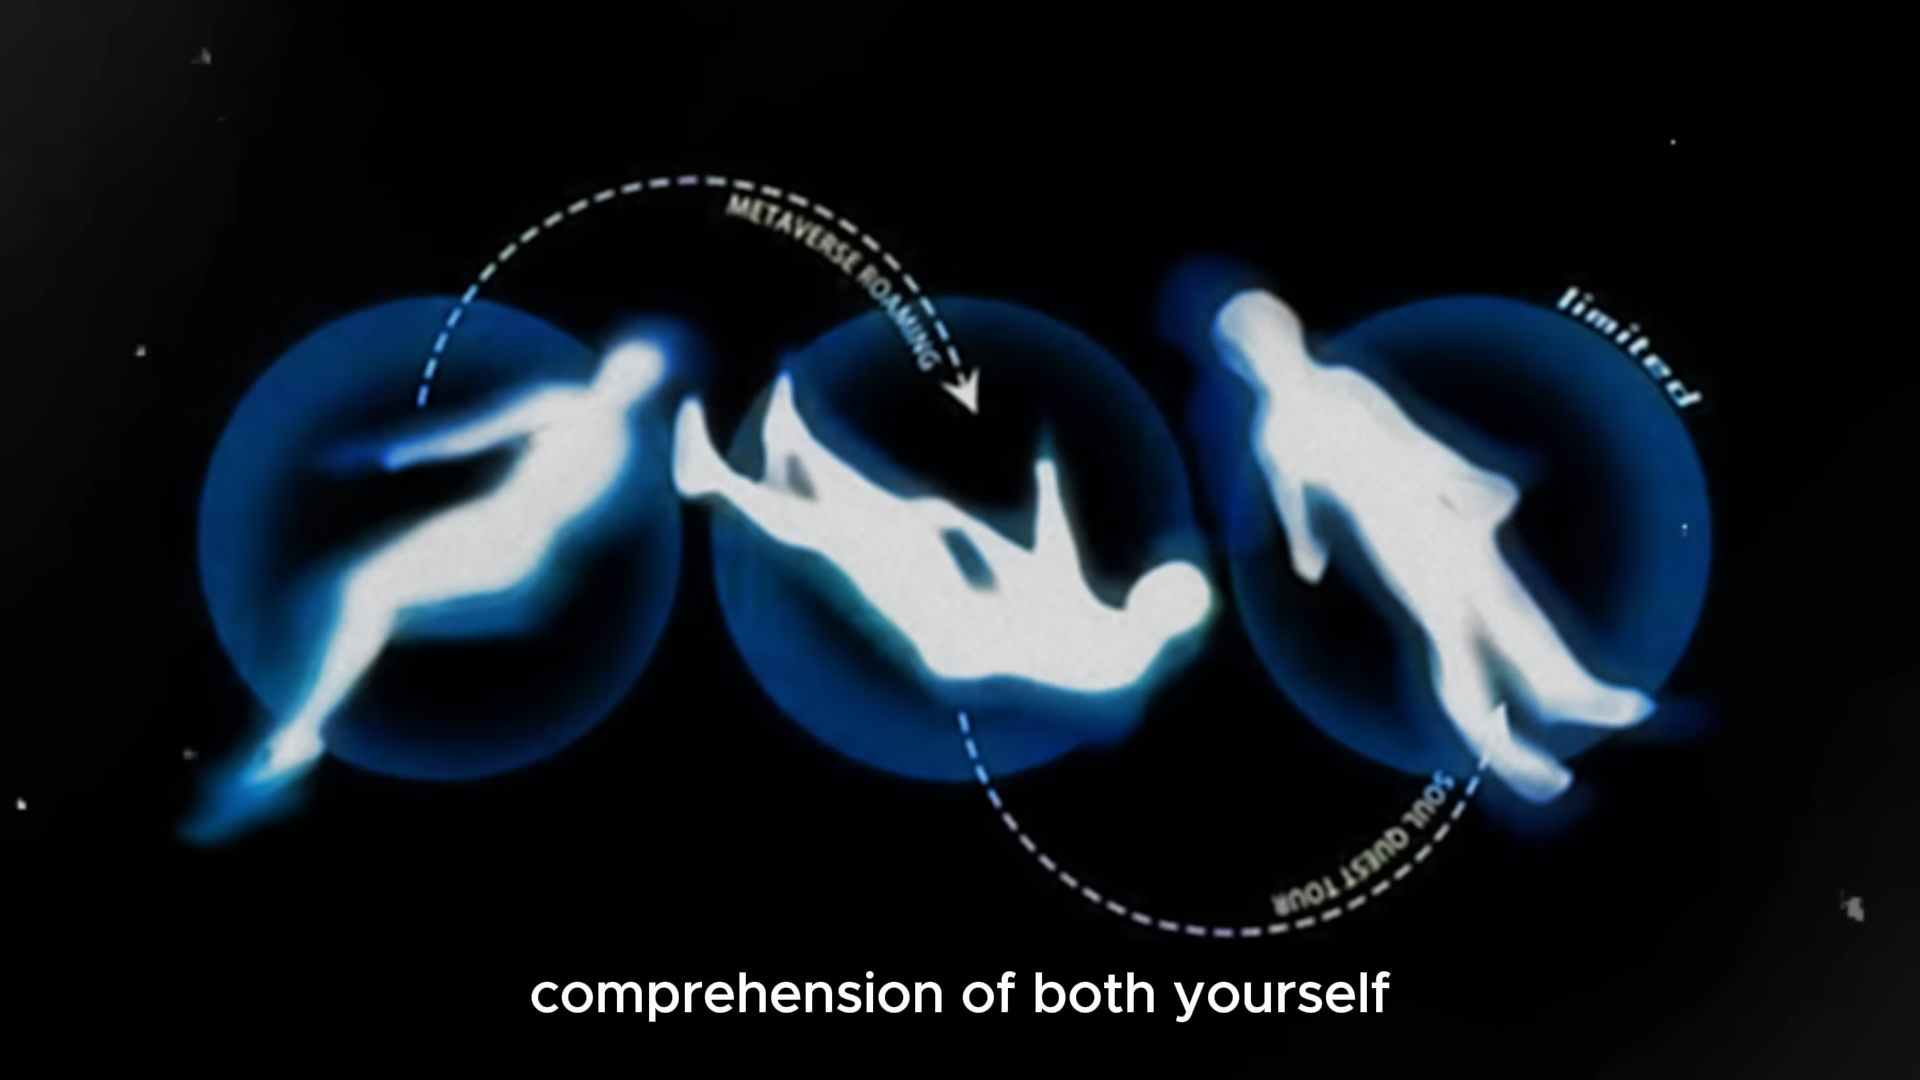 METAVERSE ROAMING
limited
SOUL QUEST TOUR
comprehension of both yourself